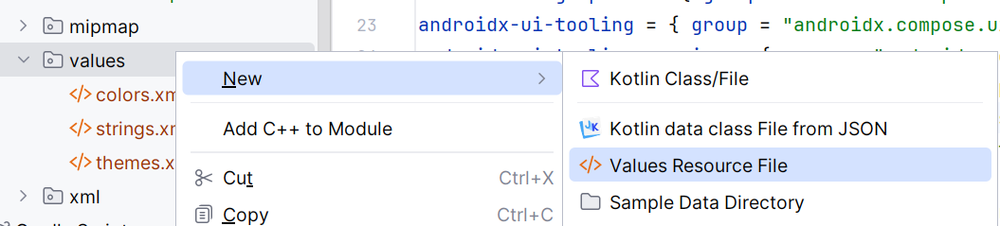 mipmap
values
colors.xm
strings.xm
themes.x
xml
23 androidx-ui-tooling = { group = "androidx.compose.u
New
Add C++ to Module
Cut Ctrl+X
Copy Ctrl+C
Kotlin Class/File
Kotlin data class File from JSON
Values Resource File
Sample Data Directory